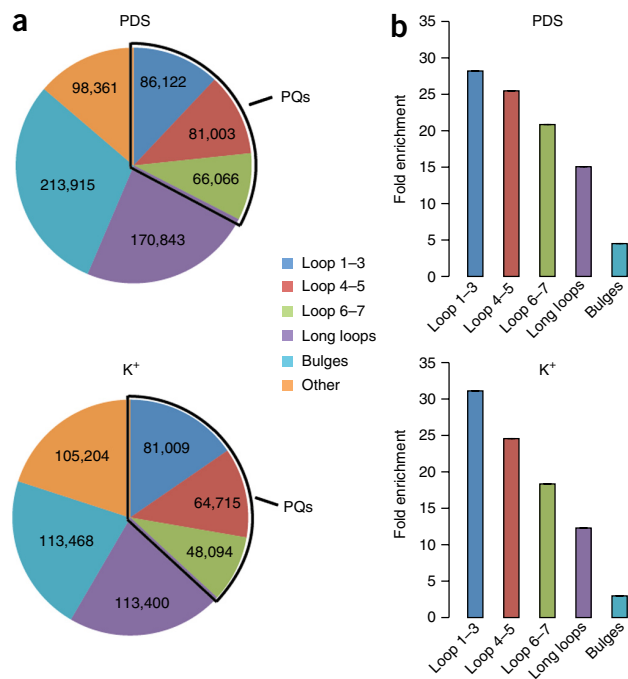 a
PDS
86,122
81,003
66,066
170,843
213,915
98,361
PQs
Loop 1–3
Loop 4–5
Loop 6–7
Long loops
Bulges
Other
K+
81,009
64,715
48,094
113,400
113,468
105,204
PQs
b
PDS
Fold enrichment
35
30
25
20
15
10
5
0
Loop 1–3
Loop 4–5
Loop 6–7
Long loops
Bulges
K+
Fold enrichment
35
30
25
20
15
10
5
0
Loop 1–3
Loop 4–5
Loop 6–7
Long loops
Bulges